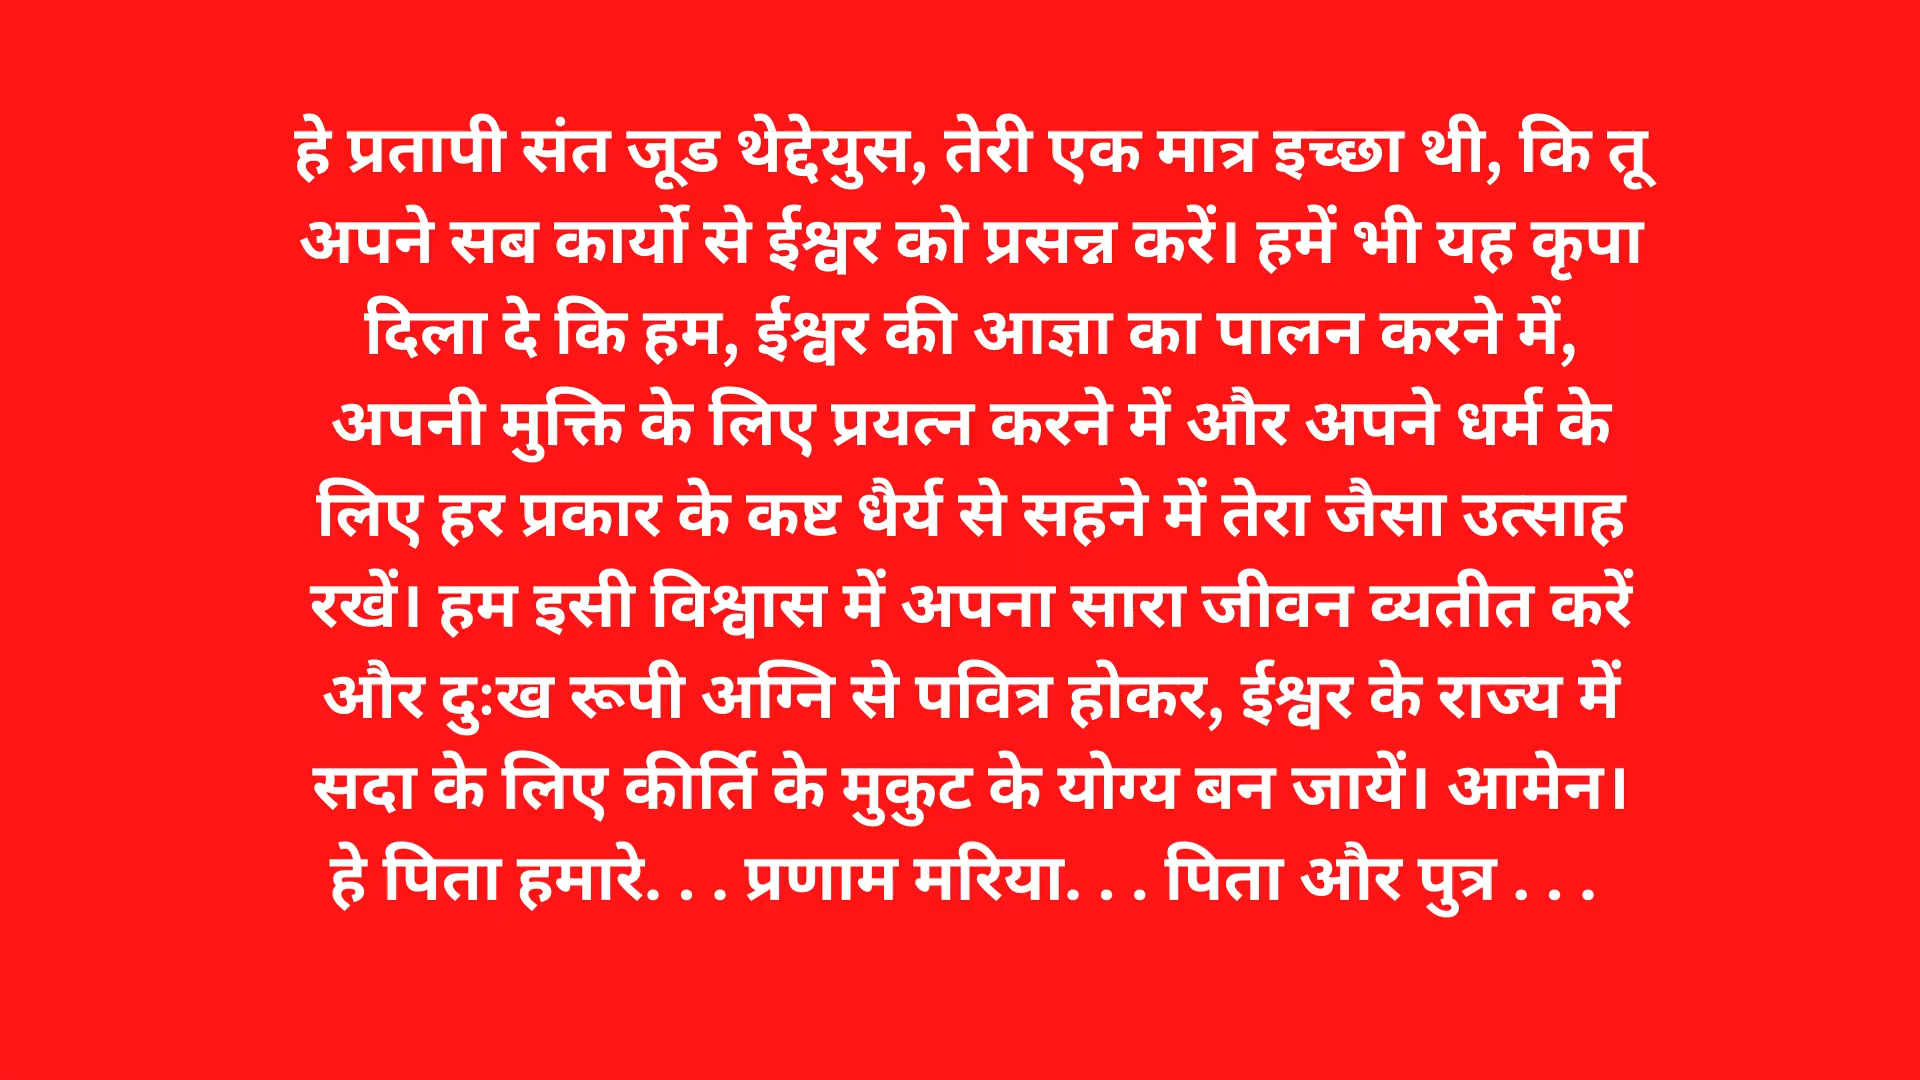 हे प्रतापी संत जूड थेद्देयुस, तेरी एक मात्र इच्छा थी, कि तू
अपने सब कार्यो से ईश्वर को प्रसन्न करें। हमें भी यह कृपा
दिला दे कि हम, ईश्वर की आज्ञा का पालन करने में,
अपनी मुक्ति के लिए प्रयत्न करने में और अपने धर्म के
लिए हर प्रकार के कष्ट धैर्य से सहने में तेरा जैसा उत्साह
रखें। हम इसी विश्वास में अपना सारा जीवन व्यतीत करें
और दुःख रूपी अग्नि से पवित्र होकर, ईश्वर के राज्य में
सदा के लिए कीर्ति के मुकुट के योग्य बन जायें। आमेन।
हे पिता हमारे. . . प्रणाम मरिया. . . पिता और पुत्र . . .